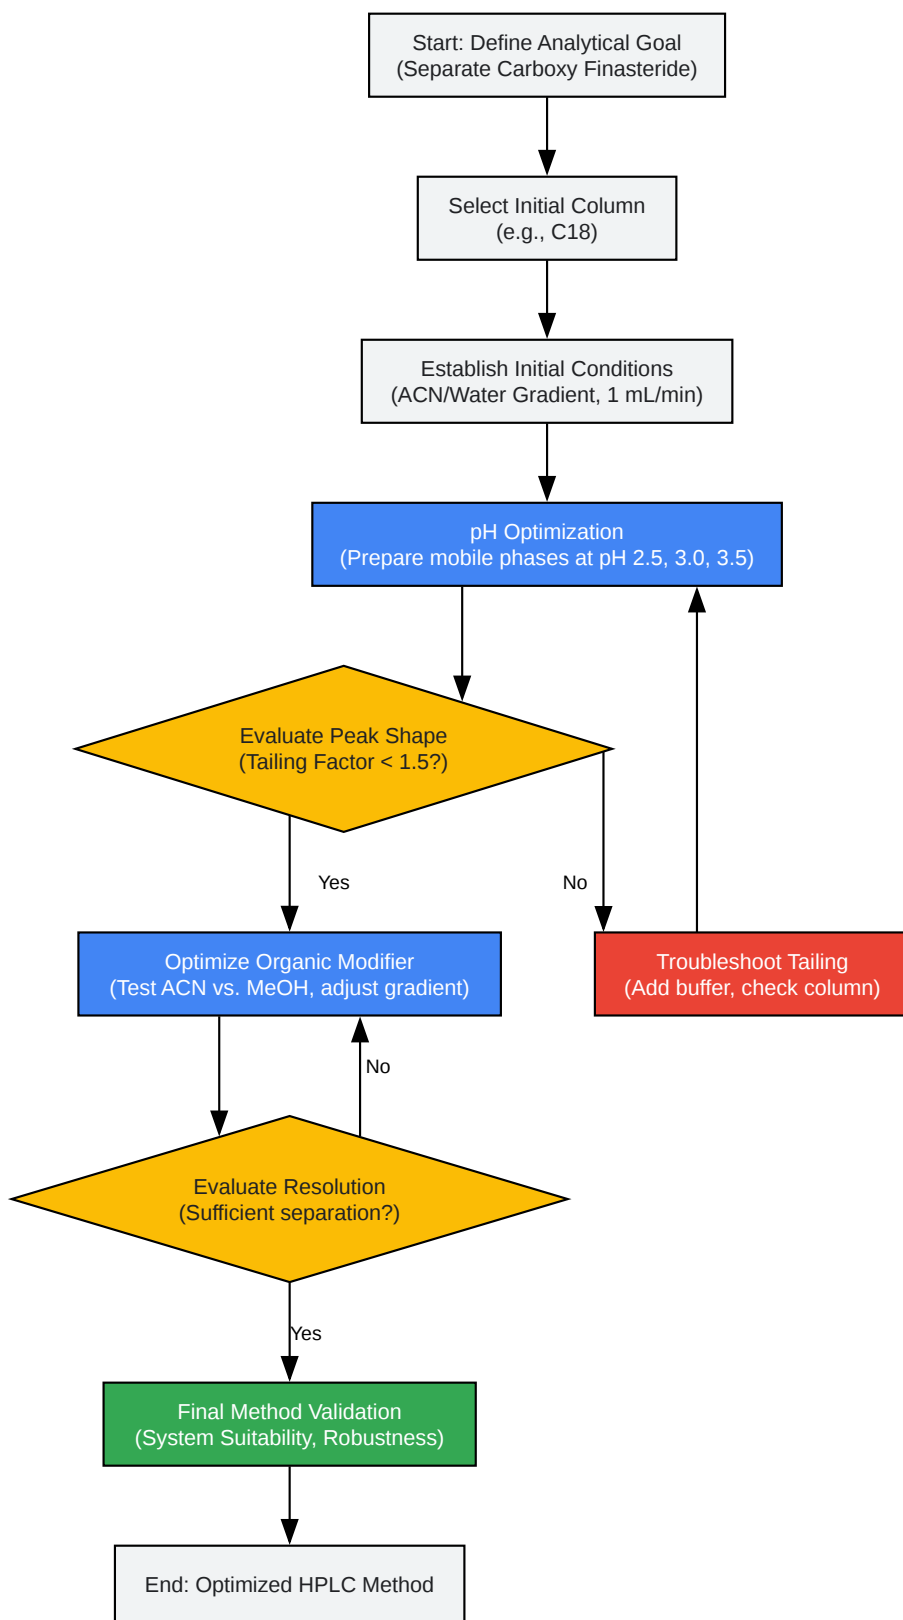 Start: Define Analytical Goal
(Separate Carboxy Finasteride)
Select Initial Column
(e.g., C18)
Establish Initial Conditions
(ACN/Water Gradient, 1 mL/min)
pH Optimization
(Prepare mobile phases at pH 2.5, 3.0, 3.5)
Evaluate Peak Shape
(Tailing Factor < 1.5?)
Yes
No
Optimize Organic Modifier
(Test ACN vs. MeOH, adjust gradient)
Troubleshoot Tailing
(Add buffer, check column)
No
Evaluate Resolution
(Sufficient separation?)
Yes
Final Method Validation
(System Suitability, Robustness)
End: Optimized HPLC Method